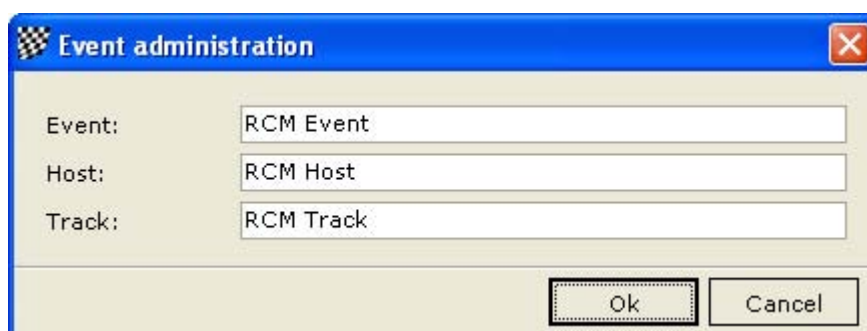 Event administration
Event: RCM Event
Host: RCM Host
Track: RCM Track
Ok Cancel